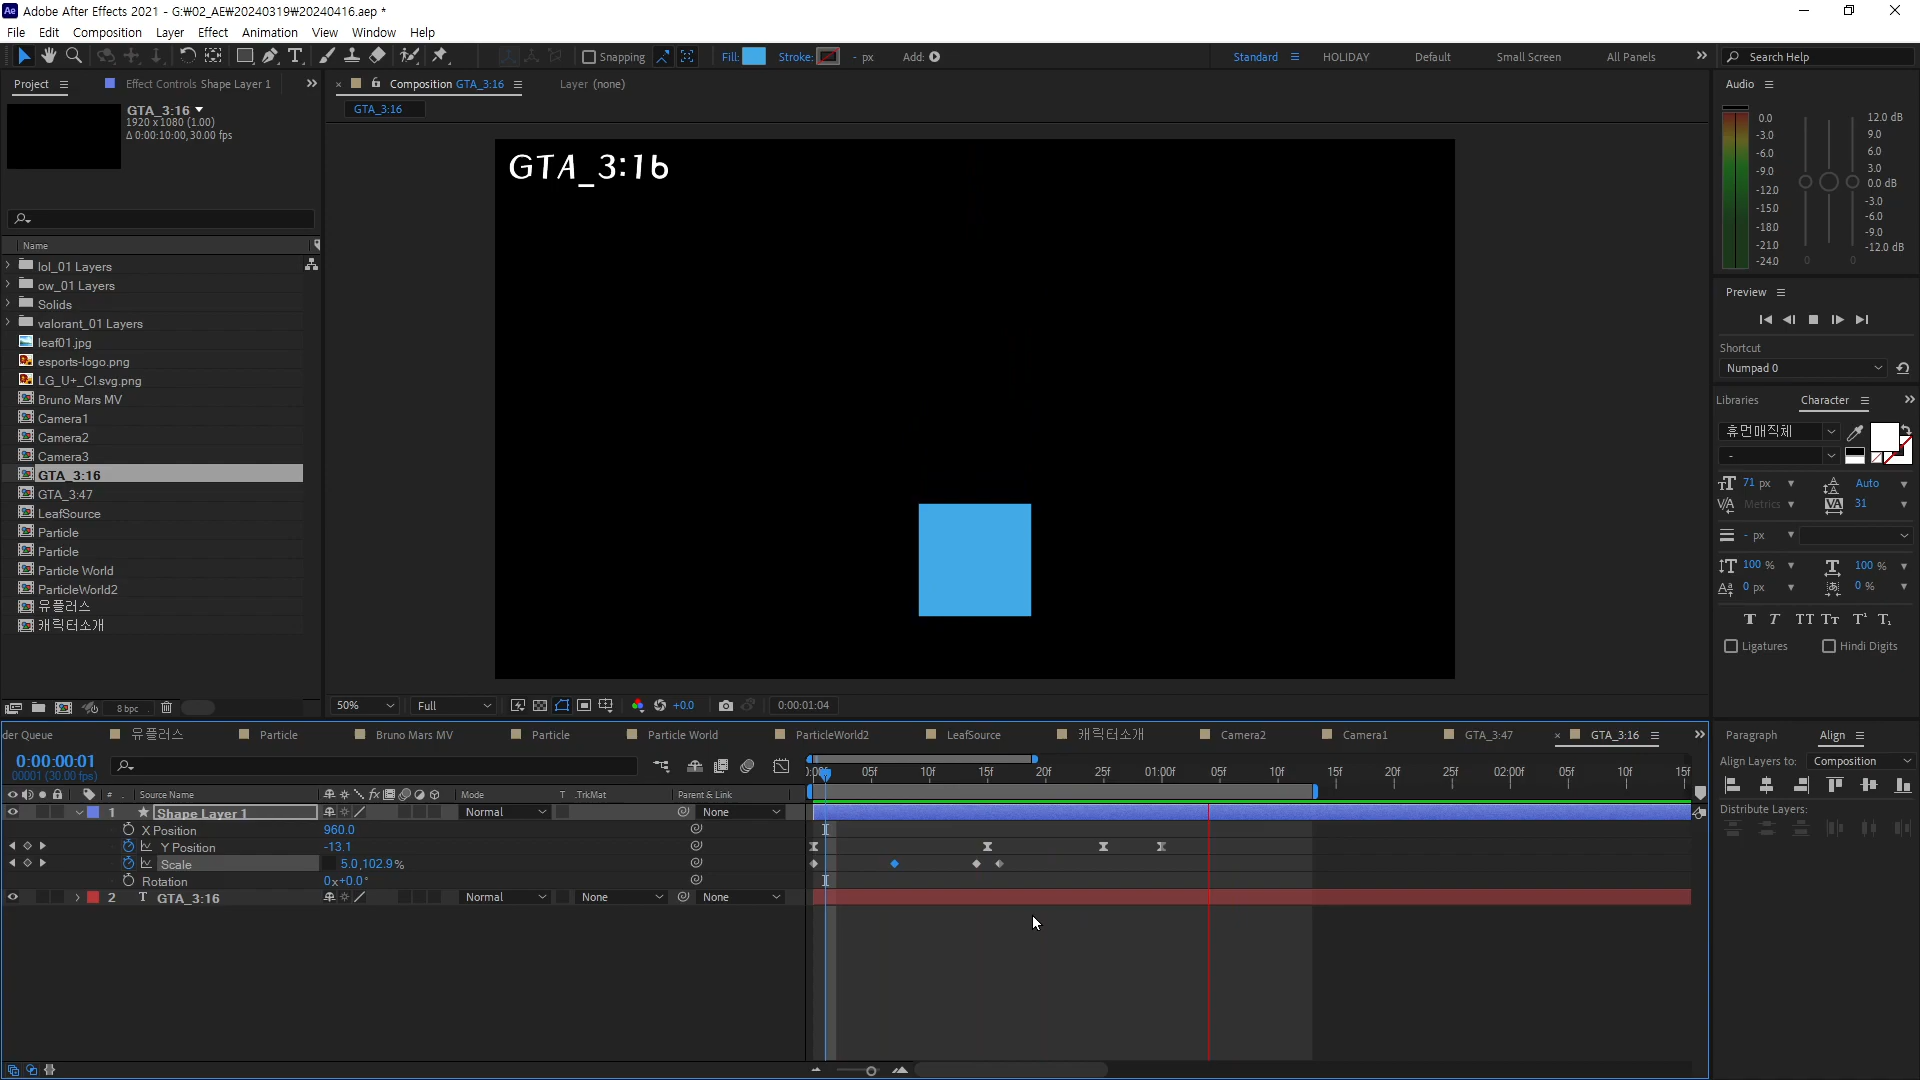 Adobe After Effects 2021 - G:₩02_AE₩20240319₩20240416.aep *
File Edit Composition Layer Effect Animation View Window Help
Snapping Fill: Stroke: - px Add: Standard HOLIDAY Default Small Screen All Panels Search Help
Project Effect Controls Shape Layer 1
GTA_3:16
1920 x 1080 (1.00)
Δ 0:00:10:00, 30.00 fps
Name
lol_01 Layers
ow_01 Layers
Solids
valorant_01 Layers
leaf01.jpg
esports-logo.png
LG_U+_CI.svg.png
Bruno Mars MV
Camera1
Camera2
Camera3
GTA_3:16
GTA_3:47
LeafSource
Particle
Particle
Particle World
ParticleWorld2
유플러스
캐릭터소개
8 bpc
Composition GTA_3:16 Layer (none)
GTA_3:16
GTA_3:16
50% Full +0.0 0:00:01:04
Audio
0.0
-3.0
-6.0
-9.0
-12.0
-15.0
-18.0
-21.0
-24.0
12.0 dB
9.0
6.0
3.0
0.0 dB
-3.0
-6.0
-9.0
-12.0 dB
0 0
Preview
Shortcut
Numpad 0
Libraries Character
휴먼매직체
-
71 px Auto
Metrics 31
- px
100 % 100 %
0 px 0 %
T T TT Tt T¹ T₁
Ligatures Hindi Digits
der Queue 유플러스 Particle Bruno Mars MV Particle Particle World ParticleWorld2 LeafSource 캐릭터소개 Camera2 Camera1 GTA_3:47 GTA_3:16
0:00:00:01
00001 (30.00 fps)
05f 10f 15f 20f 25f 01:00f 05f 10f 15f 20f 25f 02:00f 05f 10f 15f
# Source Name fx Mode T .TrkMat Parent & Link
1 Shape Layer 1 Normal None
X Position 960.0
Y Position -13.1
Scale 5.0,102.9%
Rotation 0x+0.0°
2 T GTA_3:16 Normal None None
Paragraph Align
Align Layers to: Composition
Distribute Layers: